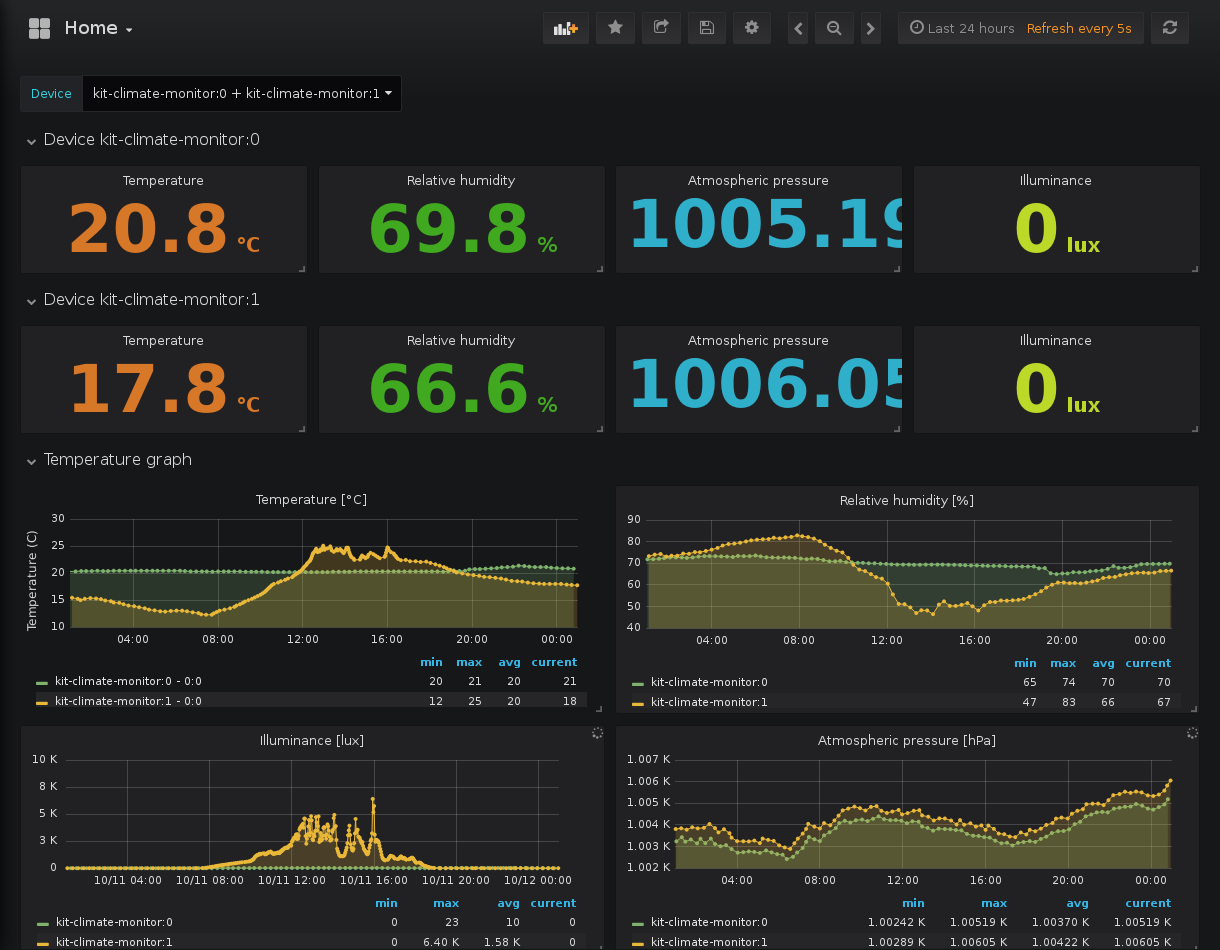 Home
Last 24 hours Refresh every 5s
Device kit-climate-monitor:0 + kit-climate-monitor:1
Device kit-climate-monitor:0
Temperature Relative humidity Atmospheric pressure Illuminance
20.8 °C 69.8 % 1005.19 0 lux
Device kit-climate-monitor:1
Temperature Relative humidity Atmospheric pressure Illuminance
17.8 °C 66.6 % 1006.05 0 lux
Temperature graph
Temperature [°C]
Temperature (C)
30
25
20
15
10
04:00 08:00 12:00 16:00 20:00 00:00
min max avg current
kit-climate-monitor:0 - 0:0 20 21 20 21
kit-climate-monitor:1 - 0:0 12 25 20 18
Relative humidity [%]
90
80
70
60
50
40
04:00 08:00 12:00 16:00 20:00 00:00
min max avg current
kit-climate-monitor:0 65 74 70 70
kit-climate-monitor:1 47 83 66 67
Illuminance [lux]
10 K
8 K
5 K
3 K
0
10/11 04:00 10/11 08:00 10/11 12:00 10/11 16:00 10/11 20:00 10/12 00:00
min max avg current
kit-climate-monitor:0 0 23 10 0
kit-climate-monitor:1 0 6.40 K 1.58 K 0
Atmospheric pressure [hPa]
1.007 K
1.006 K
1.005 K
1.004 K
1.003 K
1.002 K
04:00 08:00 12:00 16:00 20:00 00:00
min max avg current
kit-climate-monitor:0 1.00242 K 1.00519 K 1.00370 K 1.00519 K
kit-climate-monitor:1 1.00289 K 1.00605 K 1.00422 K 1.00605 K